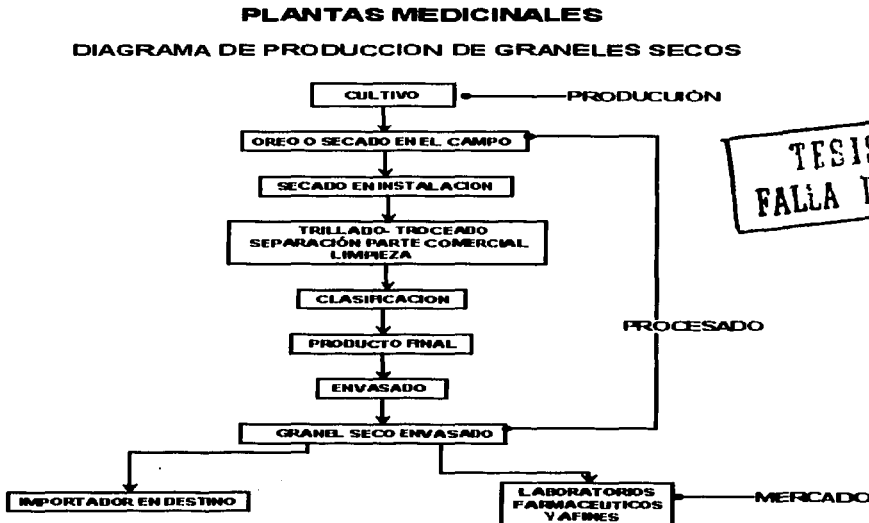 PLANTAS MEDICINALES
DIAGRAMA DE PRODUCCION DE GRANELES SECOS
CULTIVO
PRODUCUIÓN
OREO O SECADO EN EL CAMPO
TESIS
FALLA
SECADO EN INSTALACION
TRILLADO- TROCEADO
SEPARACIÓN PARTE COMERCIAL
LIMPIEZA
CLASIFICACION
PROCESADO
PRODUCTO FINAL
ENVASADO
GRANEL SECO ENVASADO
IMPORTADOR EN DESTINO
LABORATORIOS
FARMACEUTICOS
Y AFINES
MERCADO